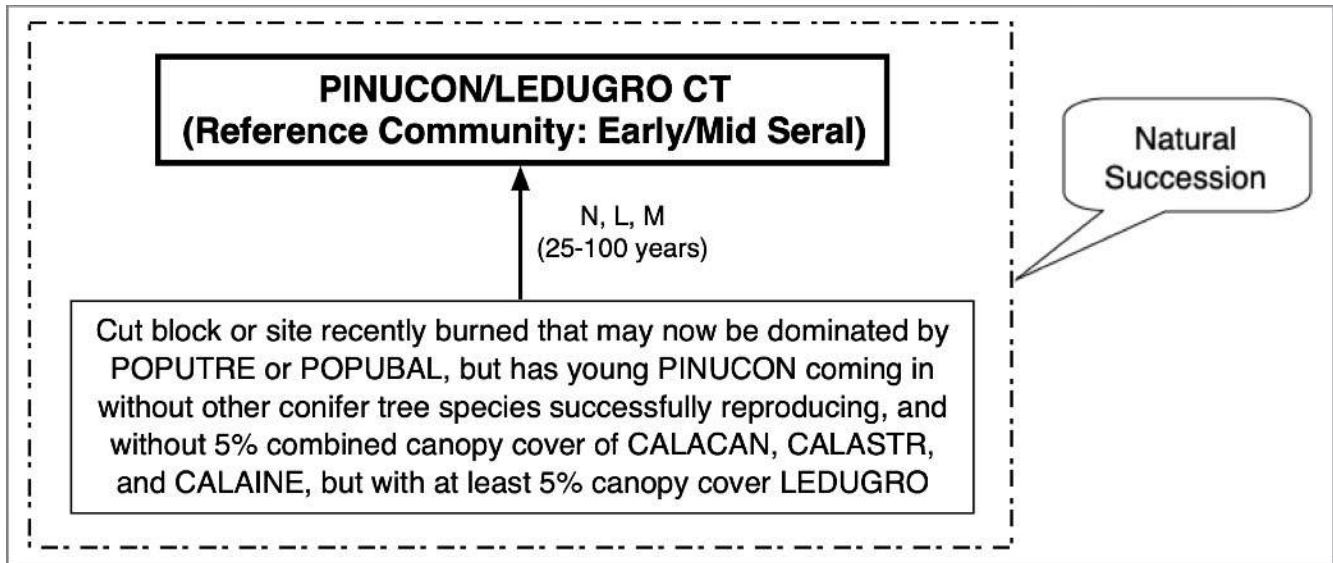 PINUCON/LEDUGRO CT
(Reference Community: Early/Mid Seral)
Natural
Succession
N, L, M
(25-100 years)
Cut block or site recently burned that may now be dominated by
POPUTRE or POPUBAL, but has young PINUCON coming in
without other conifer tree species successfully reproducing, and
without 5% combined canopy cover of CALACAN, CALASTR,
and CALAINE, but with at least 5% canopy cover LEDUGRO